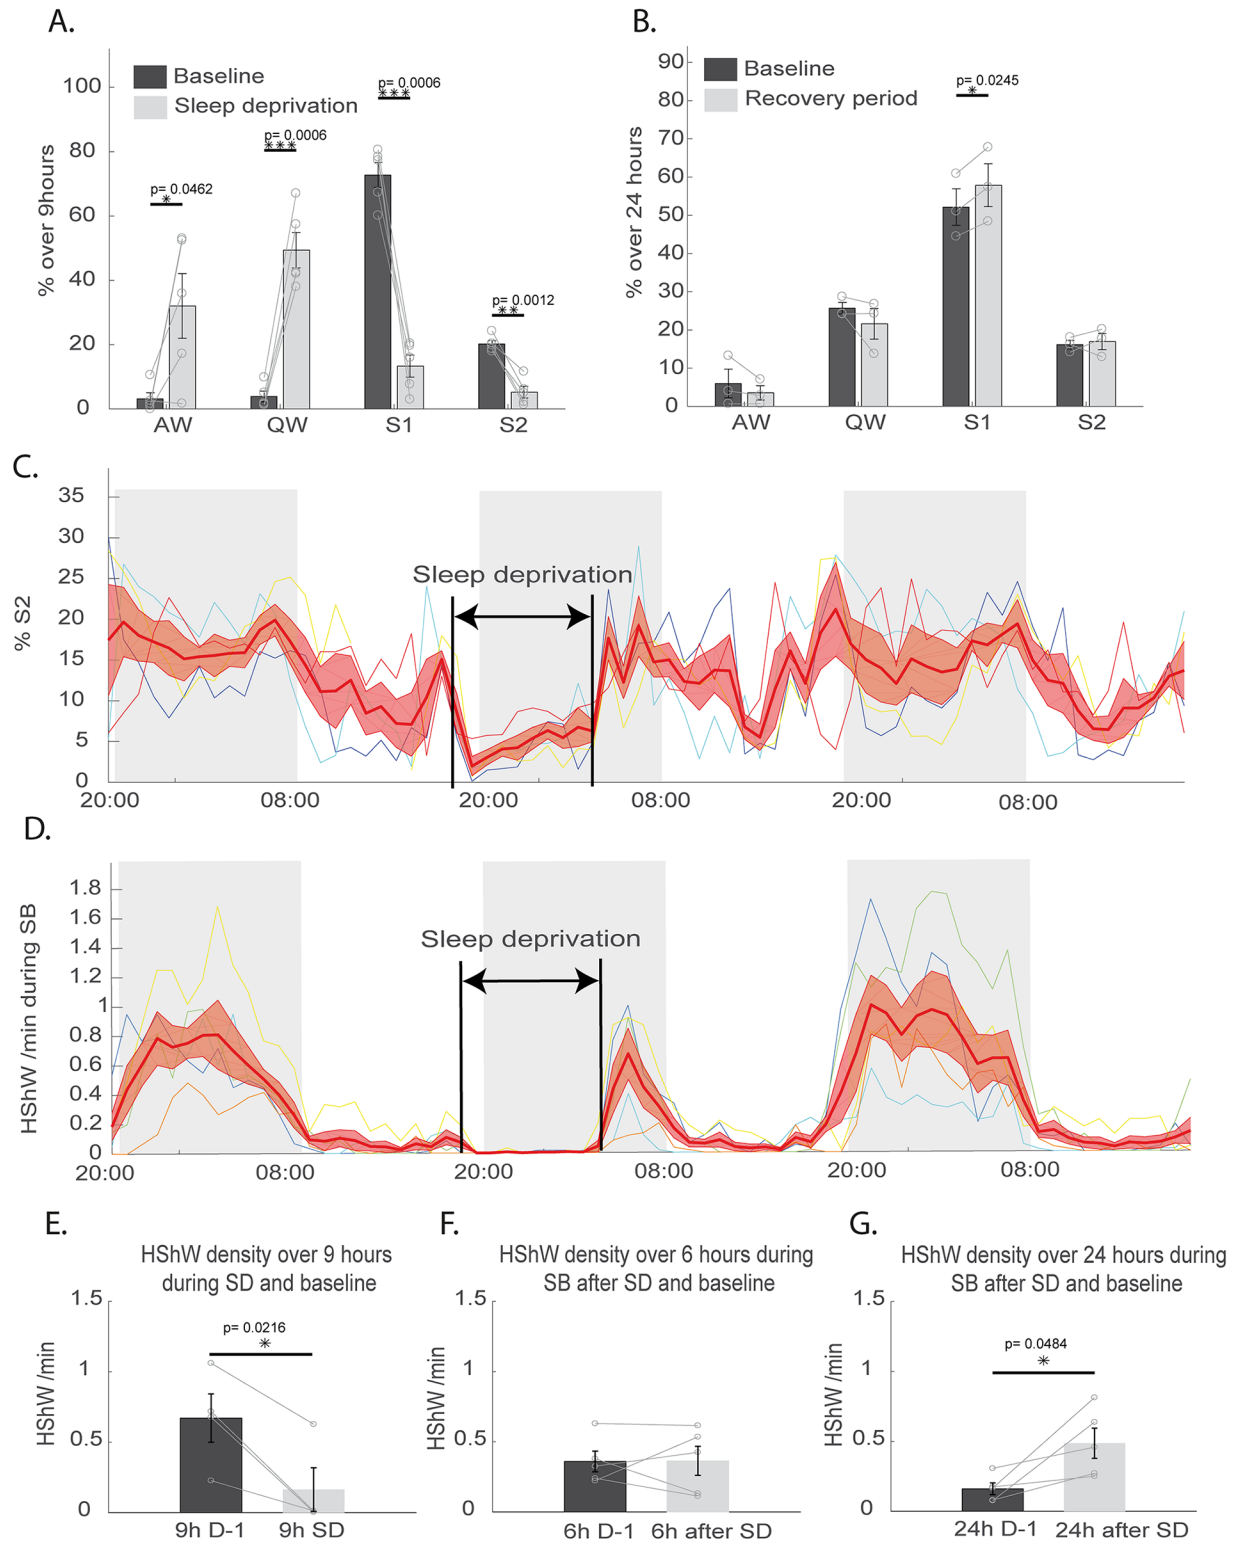 A.
Baseline
Sleep deprivation
% over 9hours
100
80
60
40
20
0
p= 0.0462
*
p= 0.0006
***
p= 0.0006
***
p= 0.0012
**
AW
QW
S1
S2
B.
Baseline
Recovery period
% over 24 hours
90
80
70
60
50
40
30
20
10
0
p= 0.0245
*
AW
QW
S1
S2
C.
% S2
35
30
25
20
15
10
5
0
Sleep deprivation
20:00
08:00
20:00
08:00
20:00
08:00
D.
HShW /min during SB
1.8
1.6
1.4
1.2
1
0.8
0.6
0.4
0.2
0
Sleep deprivation
20:00
08:00
20:00
08:00
20:00
08:00
E.
HShW density over 9 hours
during SD and baseline
HShW /min
1.5
1
0.5
0
p= 0.0216
*
9h D-1
9h SD
F.
HShW density over 6 hours during
SB after SD and baseline
HShW /min
1.5
1
0.5
0
6h D-1
6h after SD
G.
HShW density over 24 hours during
SB after SD and baseline
HShW /min
1.5
1
0.5
0
p= 0.0484
*
24h D-1
24h after SD